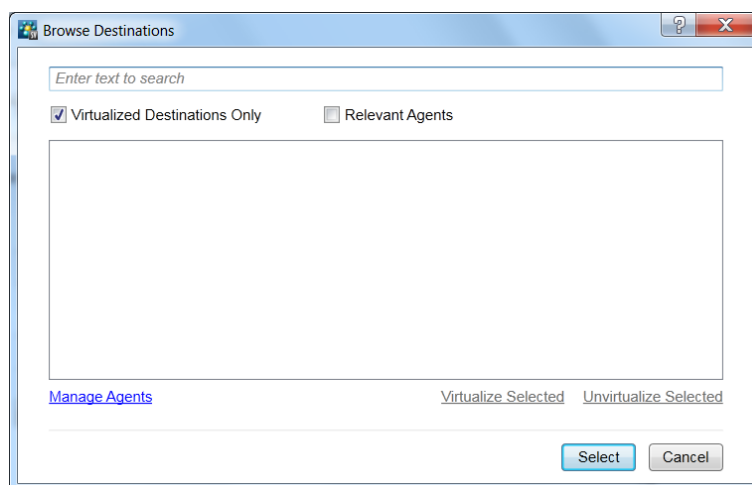 Browse Destinations
Enter text to search
Virtualized Destinations Only Relevant Agents
Manage Agents Virtualize Selected Unvirtualize Selected
Select Cancel